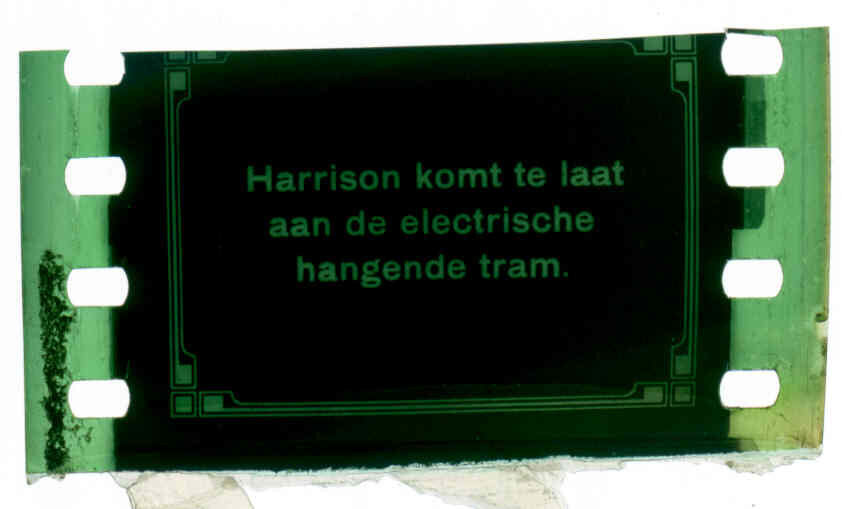 Harrison komt te laat
aan de electrische
hangende tram.